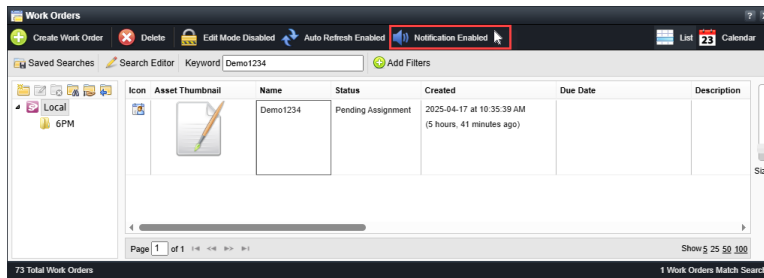 Work Orders ?
Create Work Order Delete Edit Mode Disabled Auto Refresh Enabled Notification Enabled List 23 Calendar
Saved Searches Search Editor Keyword Demo1234 Add Filters
Icon Asset Thumbnail Name Status Created Due Date Description
Local
6PM
Demo1234 Pending Assignment 2025-04-17 at 10:35:39 AM
(5 hours, 41 minutes ago)
Siz
Page 1 of 1 Show 5 25 50 100
73 Total Work Orders 1 Work Orders Match Search